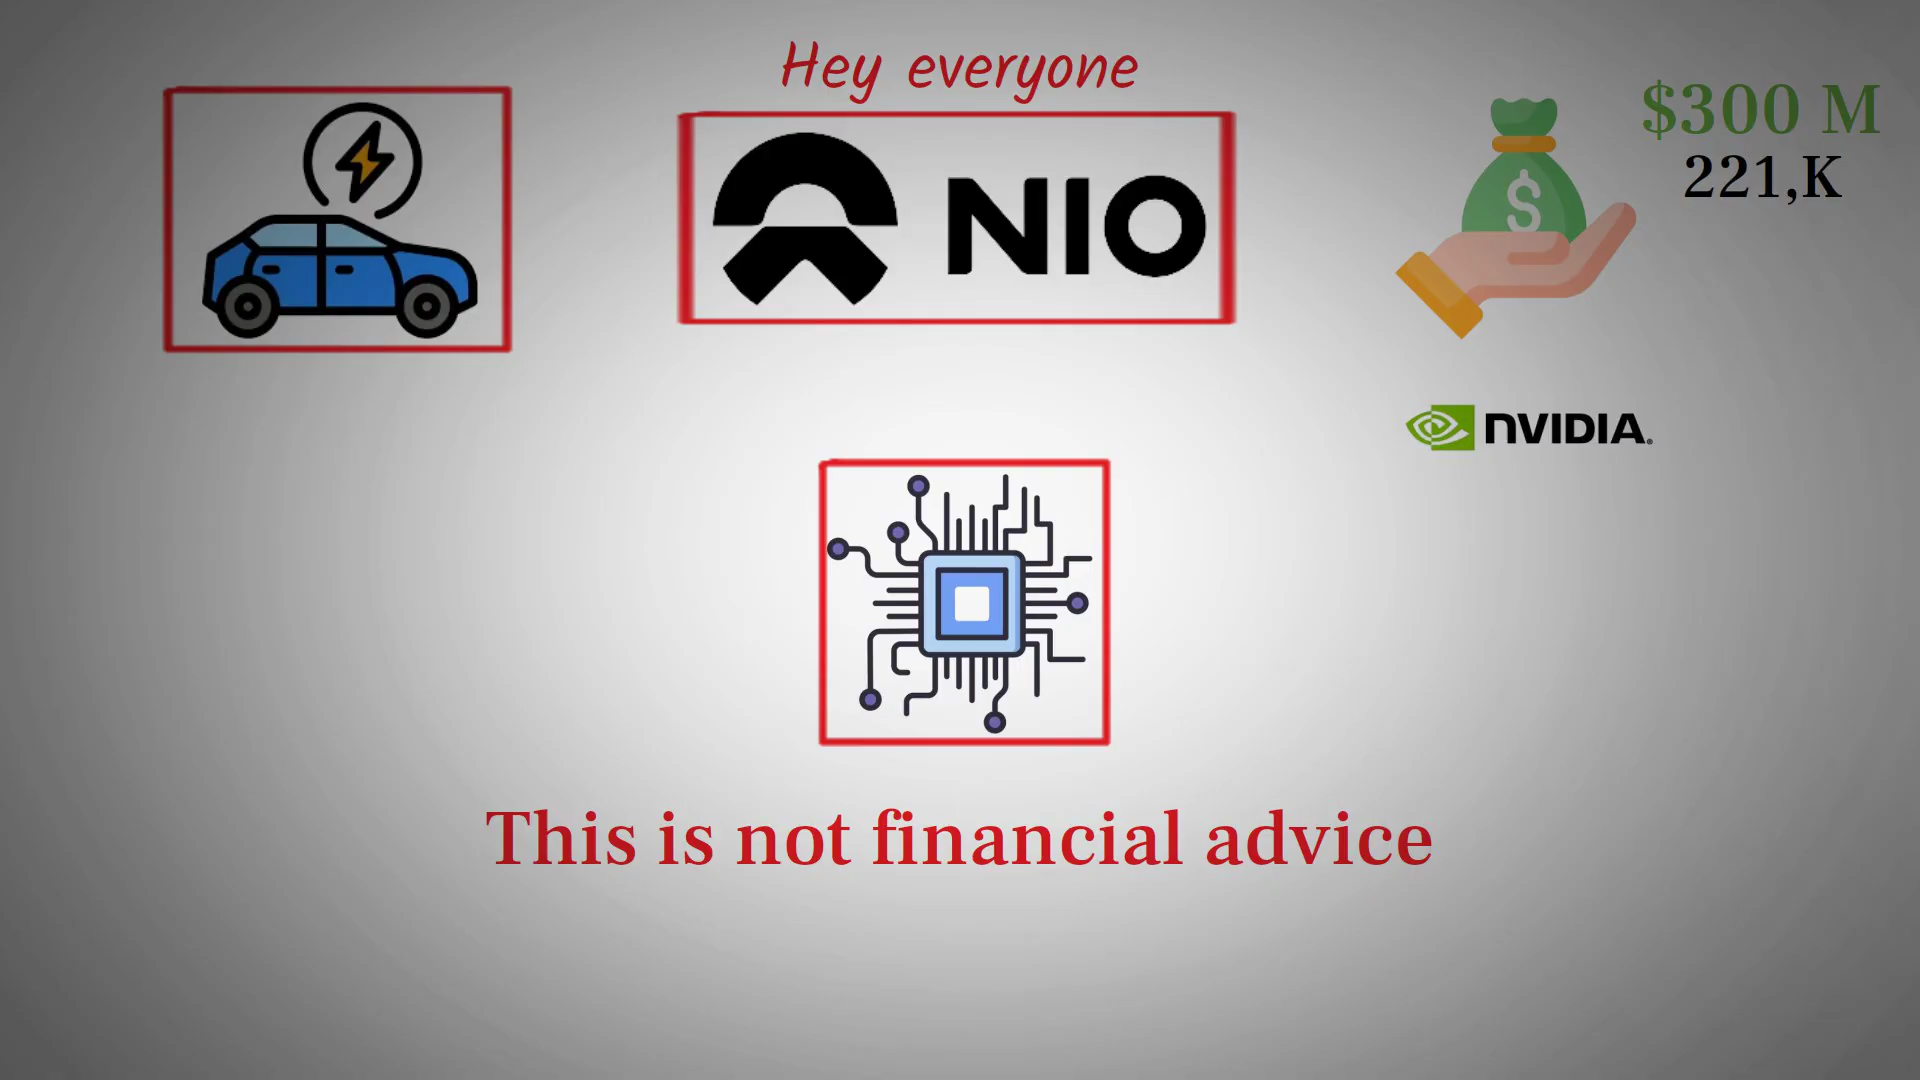 Hey everyone
NIO
$300 M
221,K
$
NVIDIA.
This is not financial advice